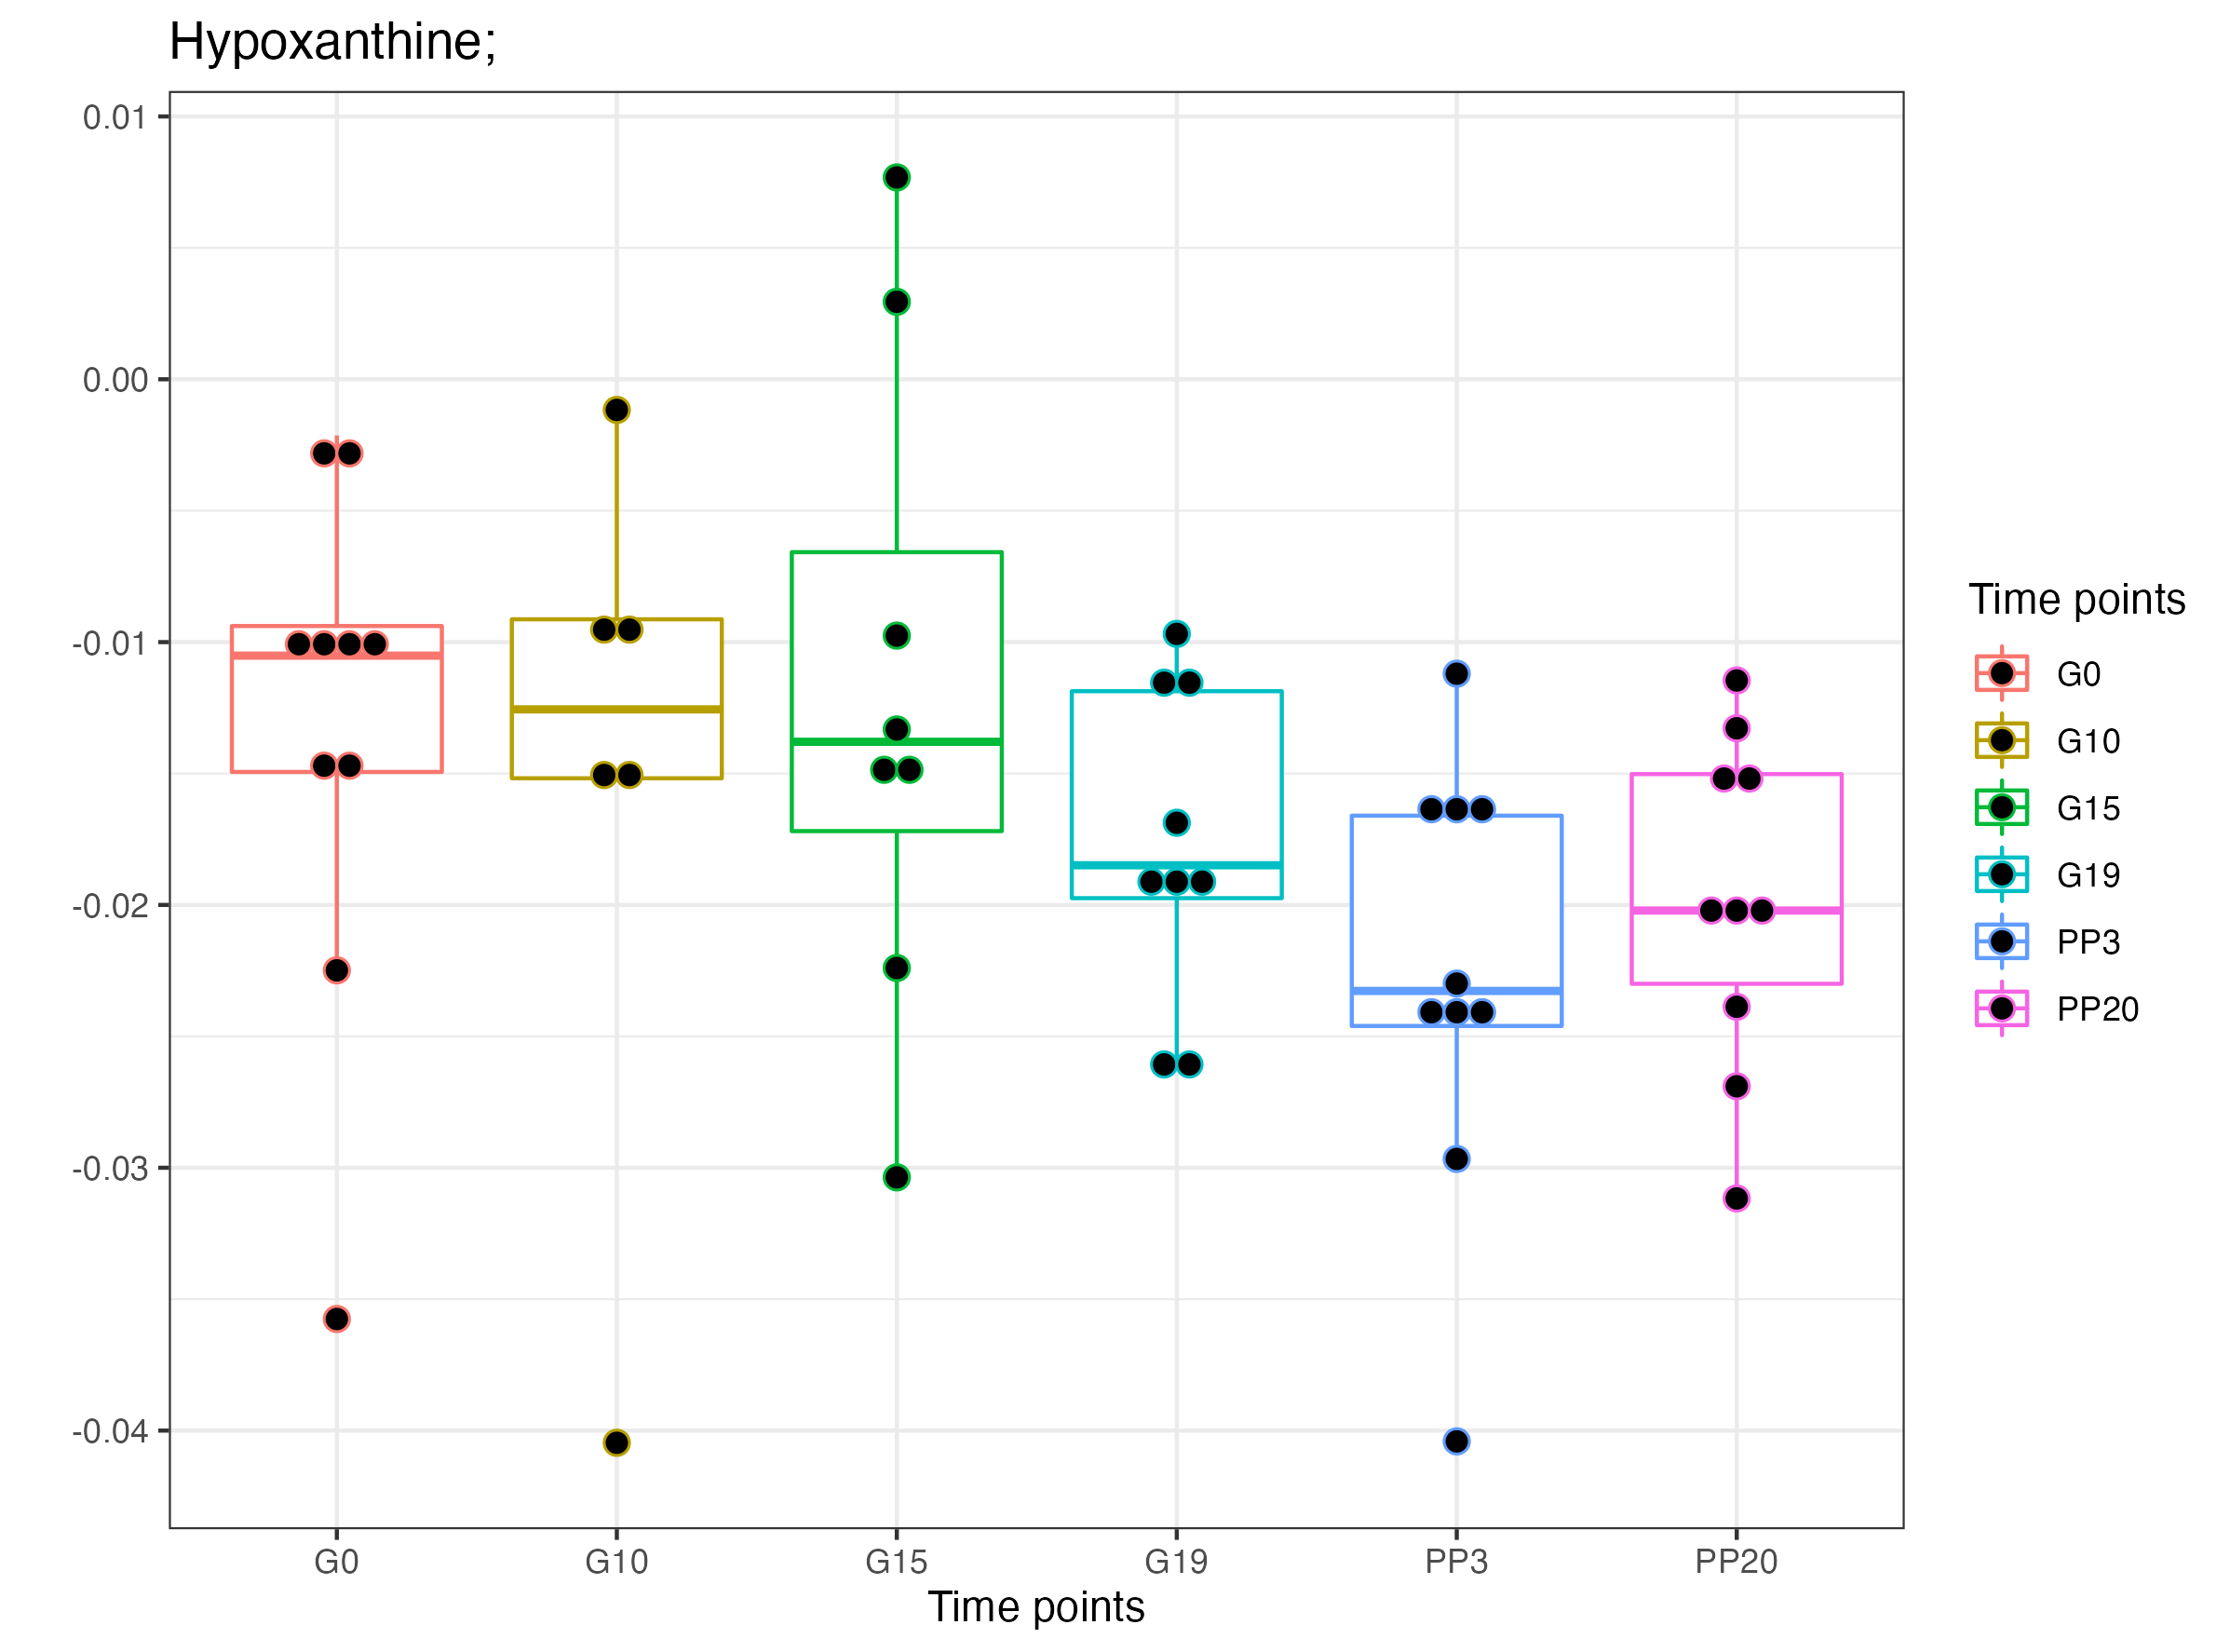 Hypoxanthine;
0.01
0.00
-0.01
-0.02
-0.03
-0.04
G0 G10 G15 G19 PP3 PP20
Time points
Time points
G0
G10
G15
G19
PP3
PP20